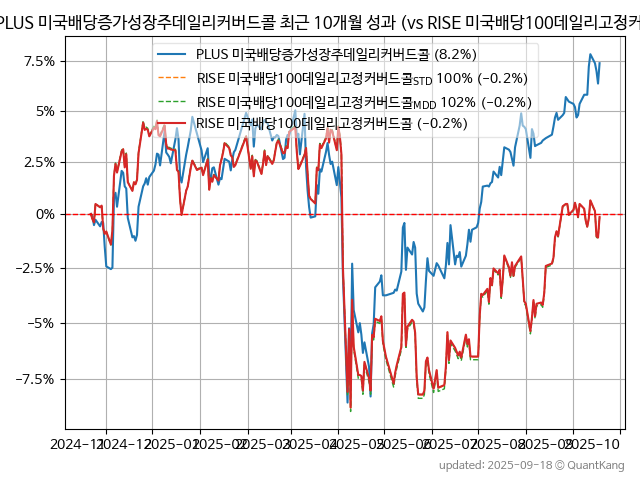 PLUS 미국배당증가성장주데일리커버드콜 최근 10개월 성과 (vs RISE 미국배당100데일리고정커
PLUS 미국배당증가성장주데일리커버드콜 (8.2%)
RISE 미국배당100데일리고정커버드콜STD 100% (−0.2%)
RISE 미국배당100데일리고정커버드콜MDD 102% (−0.2%)
RISE 미국배당100데일리고정커버드콜 (−0.2%)
7.5%
5%
2.5%
0%
−2.5%
−5%
−7.5%
2024-11 2024-12 2025-01 2025-02 2025-03 2025-04 2025-05 2025-06 2025-07 2025-08 2025-09 2025-10
updated: 2025-09-18 © QuantKang